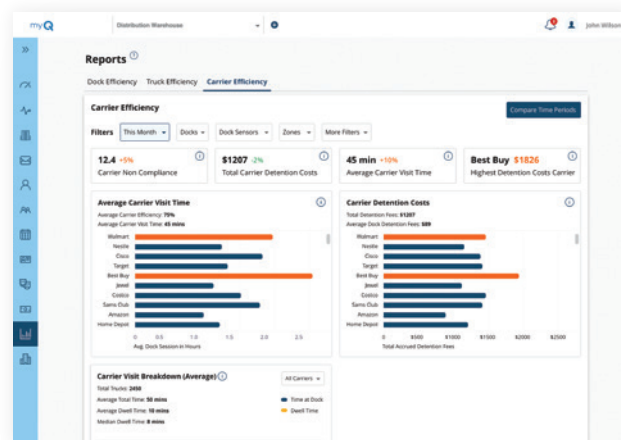 myQ
Distribution Warehouse
John Wilson
Reports
Dock Efficiency Truck Efficiency Carrier Efficiency
Carrier Efficiency
Compare Time Periods
Filters This Month Docks Dock Sensors Zones More Filters
12.4 +5%
Carrier Non Compliance
$1207 -2%
Total Carrier Detention Costs
45 min +10%
Average Carrier Visit Time
Best Buy $1826
Highest Detention Costs Carrier
Average Carrier Visit Time
Average Carrier Efficiency: 75%
Average Carrier Visit Time: 45 mins
Walmart
Nestle
Cisco
Target
Best Buy
Jewel
Costco
Sams Club
Amazon
Home Depot
0 0.5 1.0 1.5 2.0 2.5
Avg. Dock Session in Hours
Carrier Detention Costs
Total Detention Fees: $1207
Average Dock Detention Fees: $89
Walmart
Nestle
Cisco
Target
Best Buy
Jewel
Costco
Sams Club
Amazon
Home Depot
0 $500 $1000 $1500 $2000 $2500
Total Accrued Detention Fees
Carrier Visit Breakdown (Average)
All Carriers
Total Trucks: 2450
Average Total Time: 50 mins
Average Dwell Time: 10 mins
Median Dwell Time: 8 mins
Time at Dock
Dwell Time